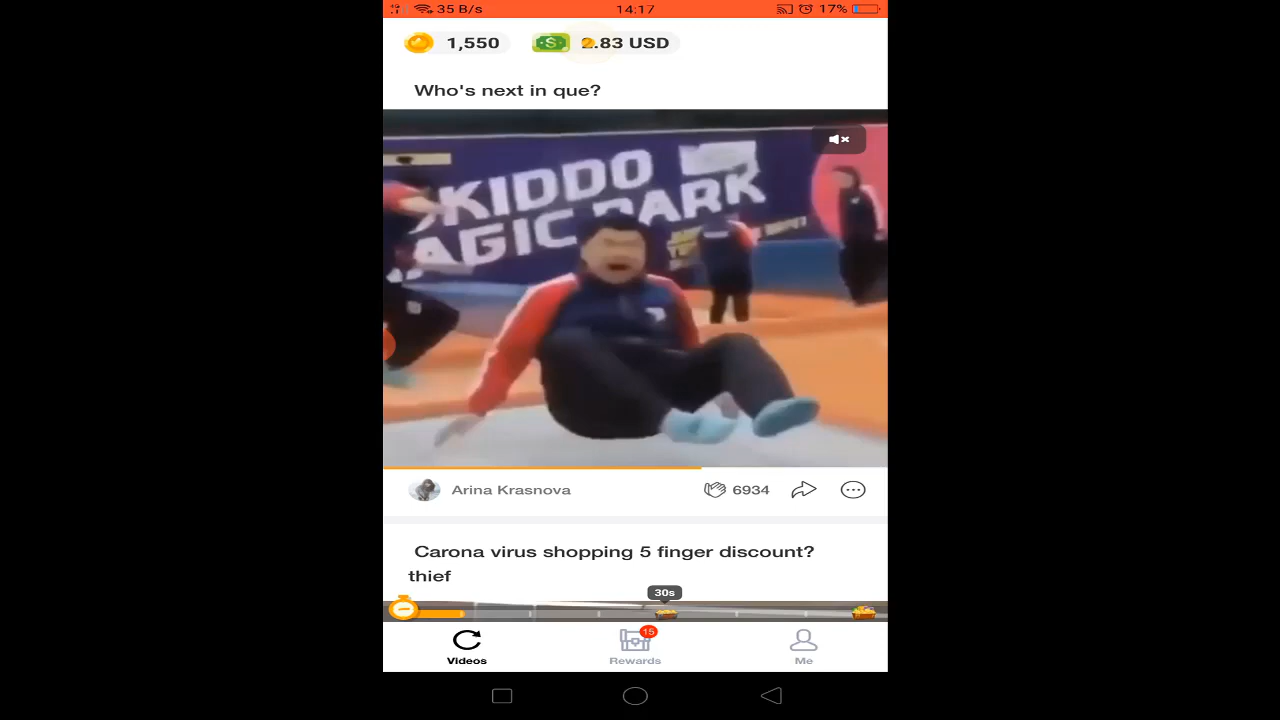 4G 35 B/s 14:17 17%
1,550 2.83 USD
Who's next in que?
KIDDO
AGIC PARK
Arina Krasnova 6934
Carona virus shopping 5 finger discount?
thief
30s
15
Videos Rewards Me